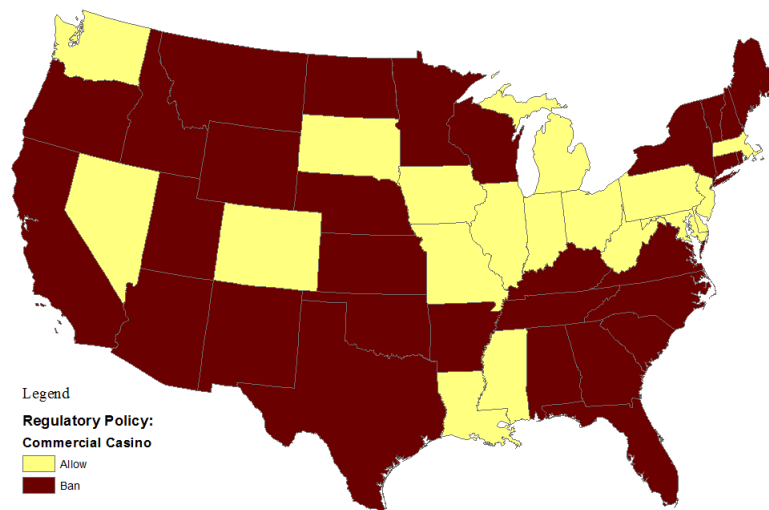 Legend
Regulatory Policy:
Commercial Casino
Allow
Ban